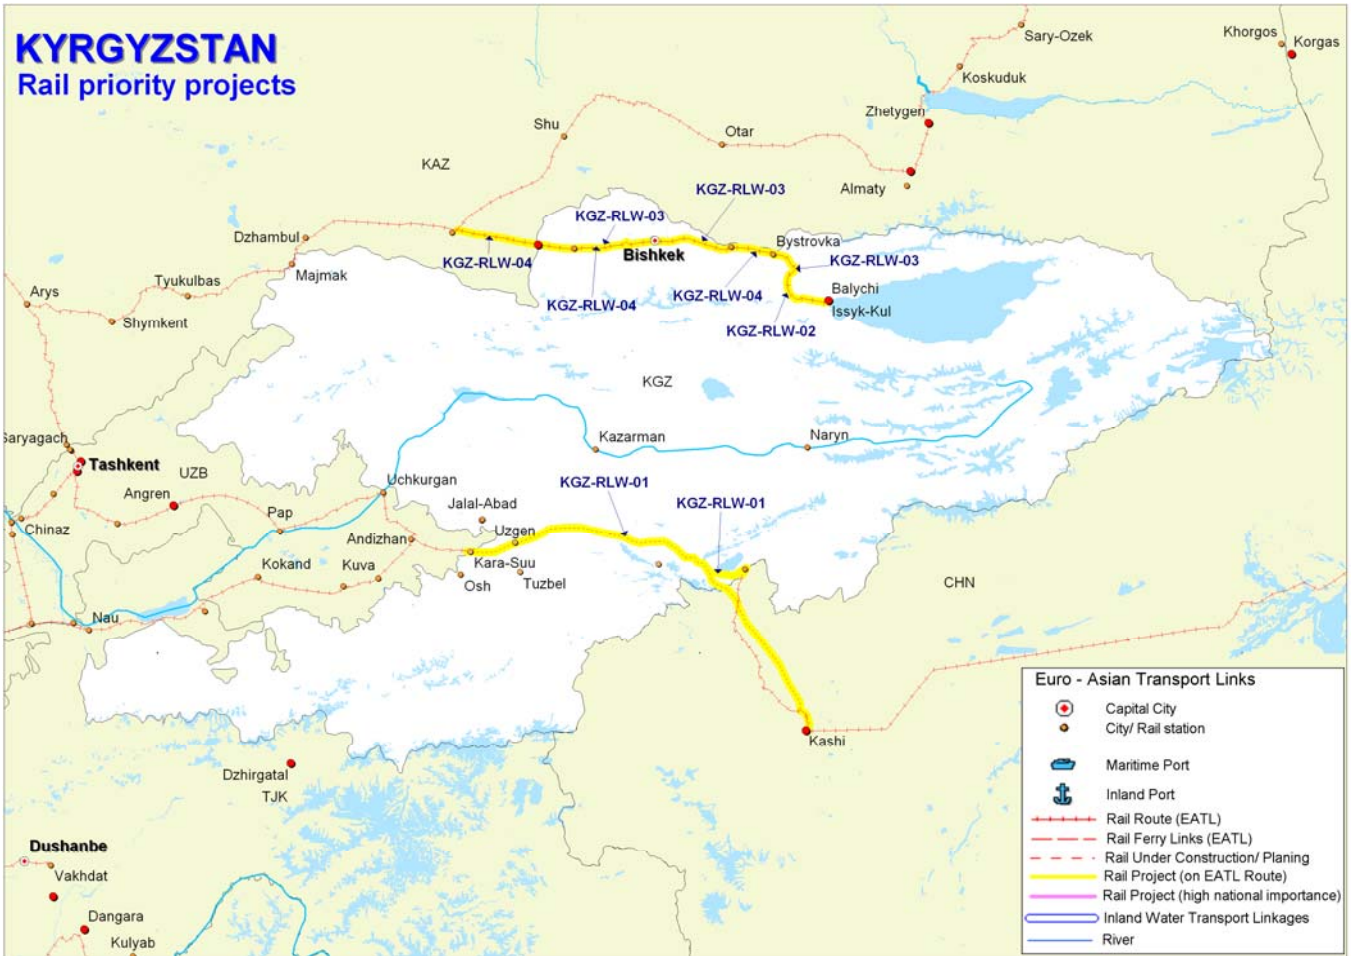 KYRGYZSTAN
Rail priority projects
Sary-Ozek
Khorgos
Korgas
Koskuduk
Zhetygen
Shu
Otar
KAZ
Almaty
KGZ-RLW-03
KGZ-RLW-03
Dzhambul
Bystrovka
Bishkek
KGZ-RLW-04
KGZ-RLW-03
Majmak
Tyukulbas
Arys
KGZ-RLW-04
KGZ-RLW-04
Balychi
Issyk-Kul
Shymkent
KGZ-RLW-02
KGZ
Saryagach
Kazarman
Naryn
Tashkent
UZB
Uchkurgan
KGZ-RLW-01
Angren
Jalal-Abad
KGZ-RLW-01
Pap
Chinaz
Uzgen
Andizhan
Kara-Suu
Kokand
Kuva
Osh
Tuzbel
CHN
Nau
Kashi
Dzhirgatal
TJK
Dushanbe
Vakhdat
Dangara
Kulyab
Euro - Asian Transport Links
Capital City
City/ Rail station
Maritime Port
Inland Port
Rail Route (EATL)
Rail Ferry Links (EATL)
Rail Under Construction/ Planing
Rail Project (on EATL Route)
Rail Project (high national importance)
Inland Water Transport Linkages
River